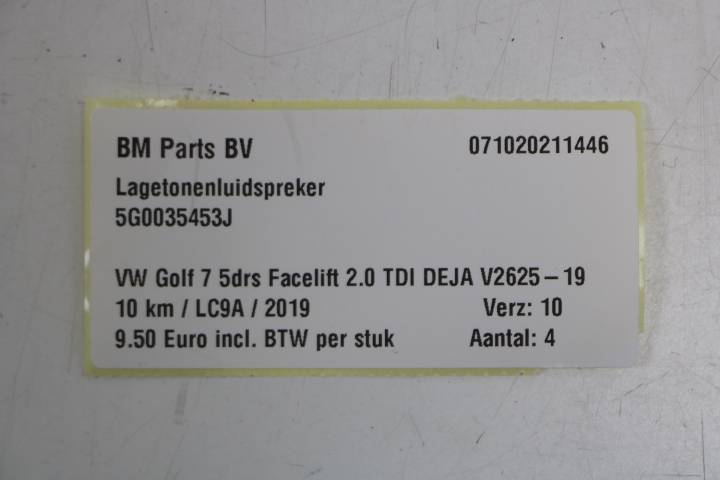 BM Parts BV 071020211446
Lagetonenluidspreker
5G0035453J
VW Golf 7 5drs Facelift 2.0 TDI DEJA V2625-19
10 km / LC9A / 2019 Verz: 10
9.50 Euro incl. BTW per stuk Aantal: 4